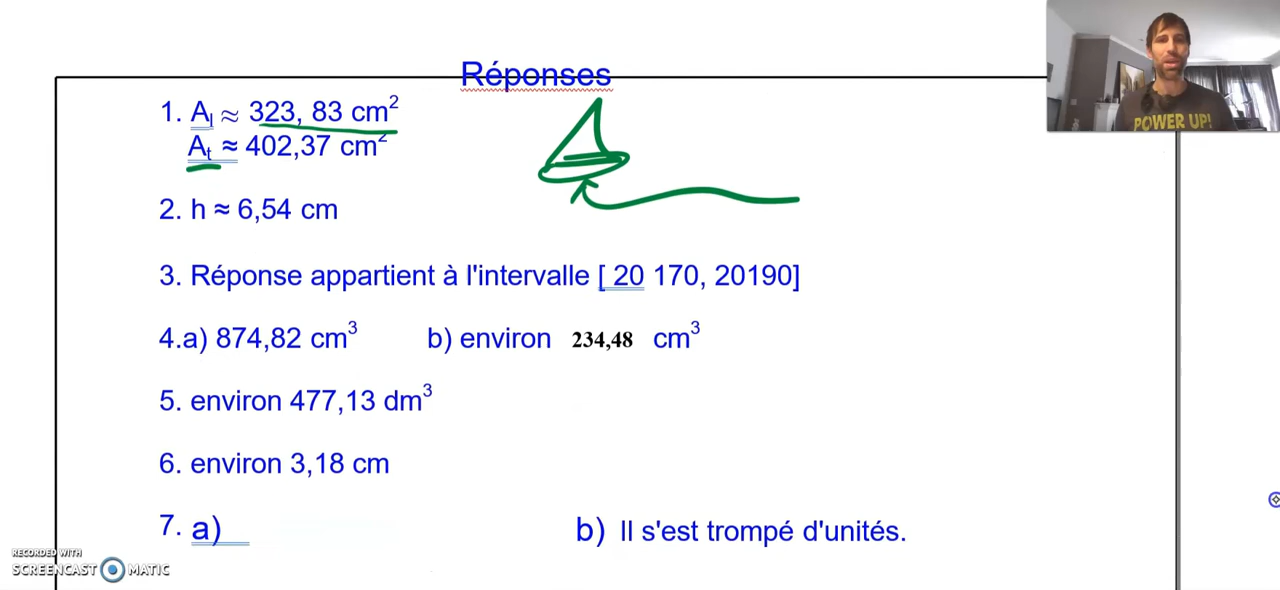 Réponses
1. Al ≈ 323, 83 cm²
At ≈ 402,37 cm²
2. h ≈ 6,54 cm
3. Réponse appartient à l'intervalle [ 20 170, 20190]
4.a) 874,82 cm³ b) environ 234,48 cm³
5. environ 477,13 dm³
6. environ 3,18 cm
7. a) b) Il s'est trompé d'unités.
POWER UP!
RECORDED WITH
SCREENCAST O MATIC